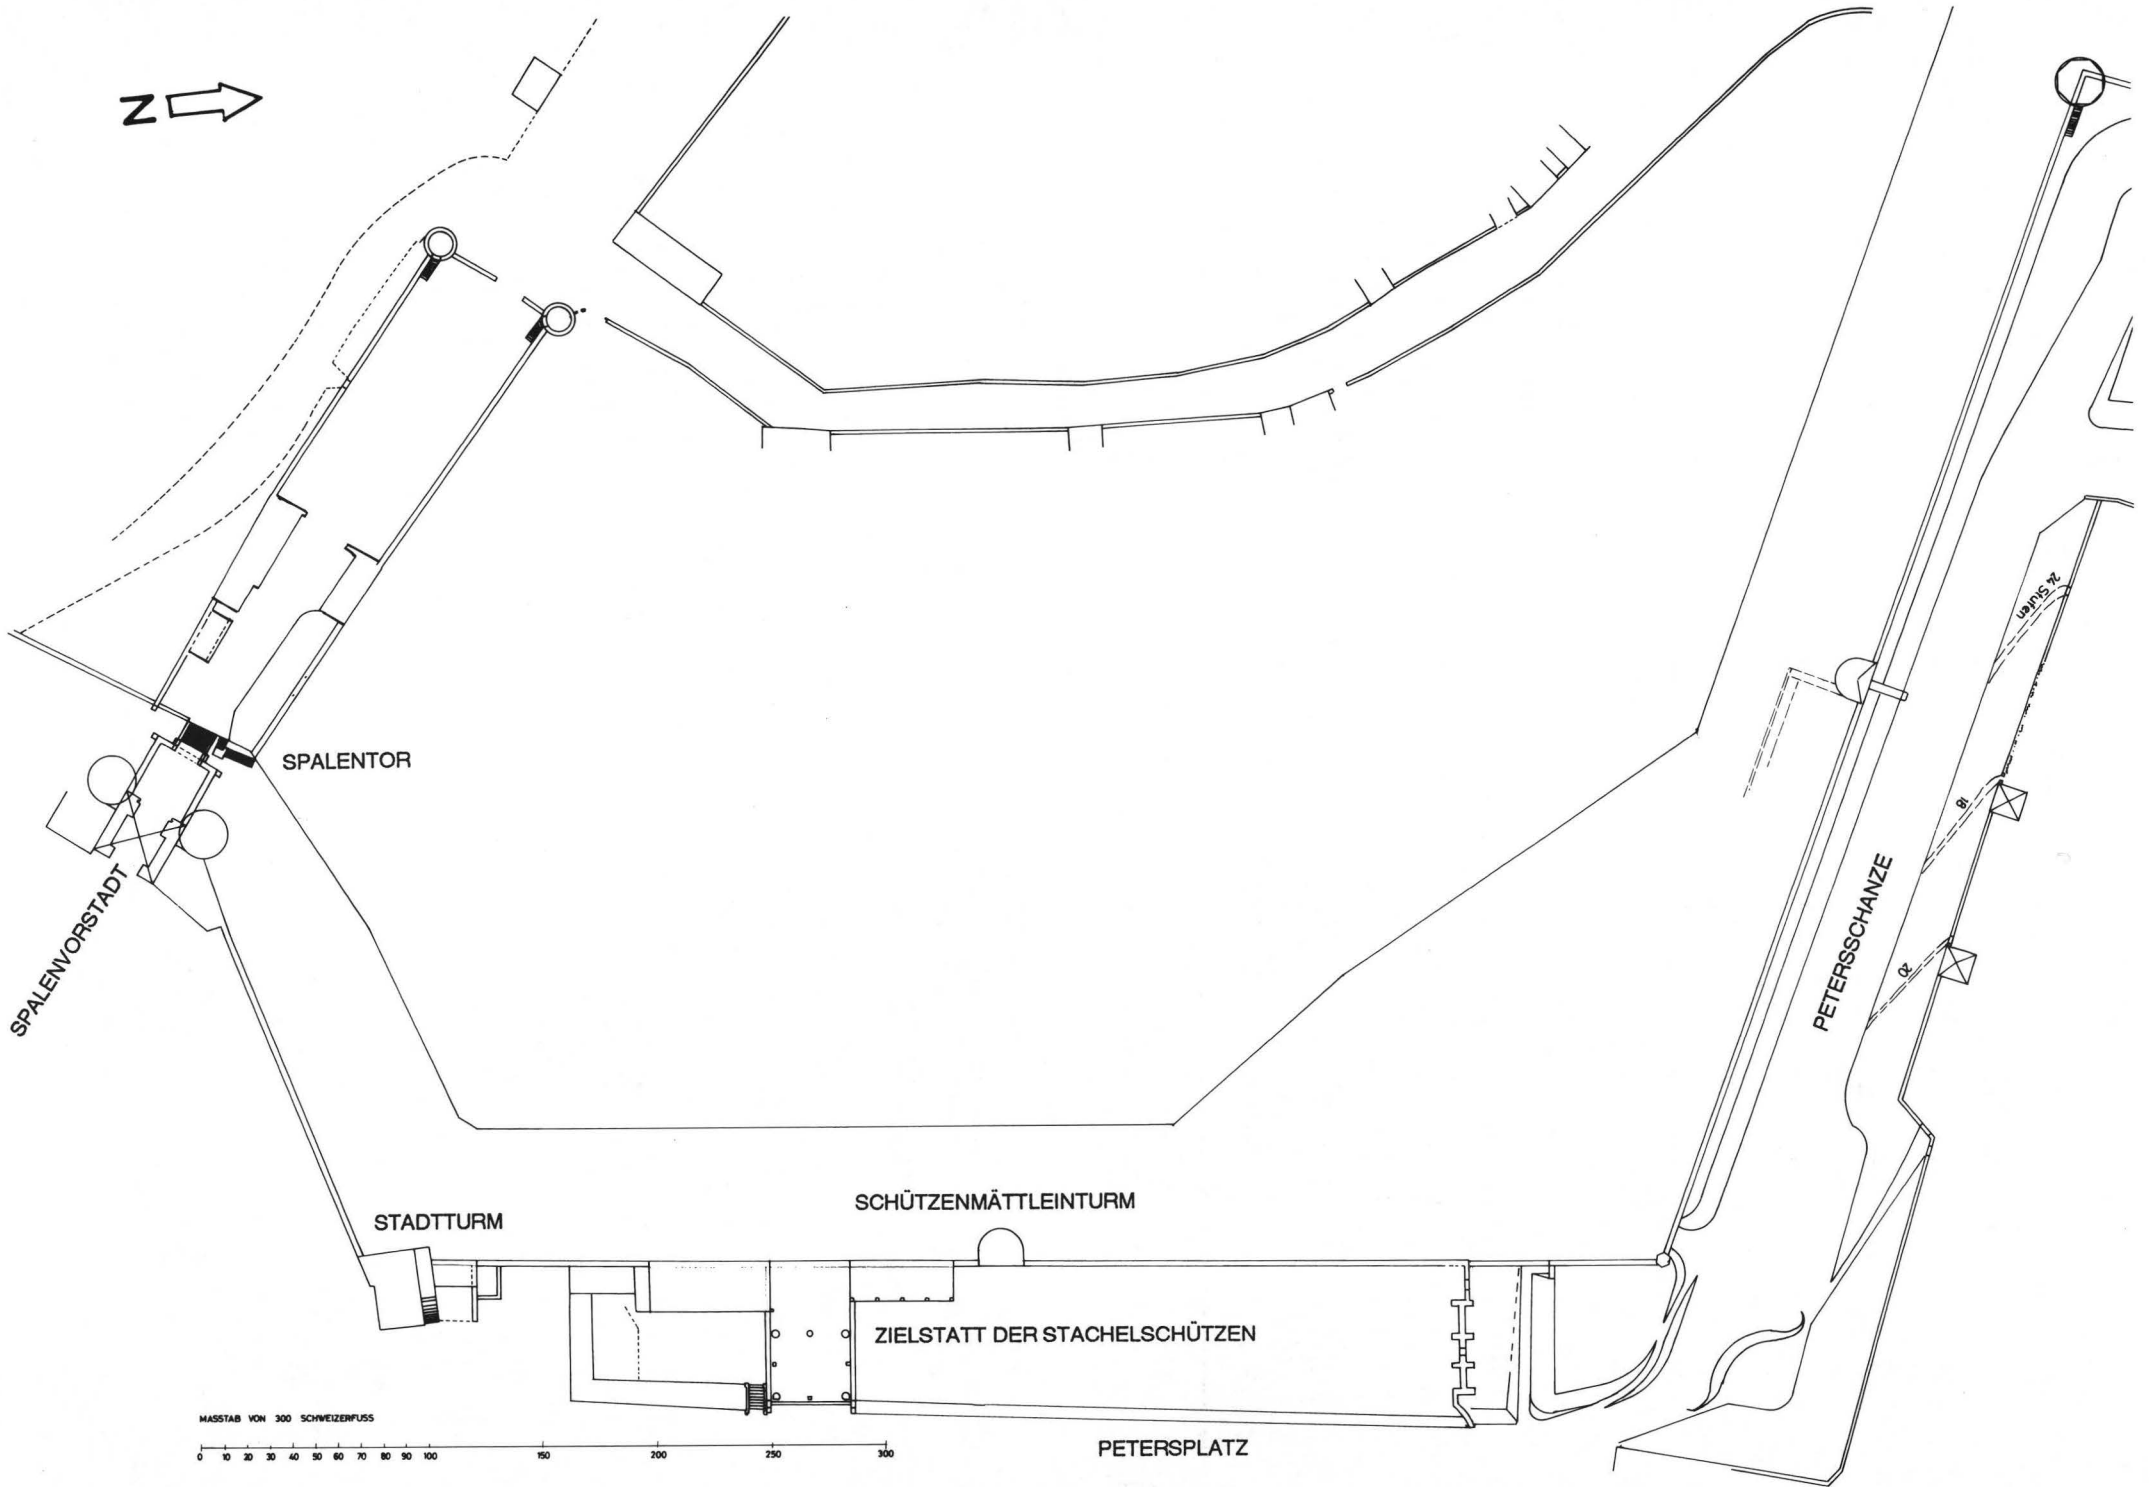 N
24 Stufen
SPALENTOR
18
SPALENVORSTADT
PETERSSCHANZE
20
SCHÜTZENMÄTTLEINTURM
STADTTURM
ZIELSTATT DER STACHELSCHÜTZEN
MASSTAB VON 300 SCHWEIZERFUSS
PETERSPLATZ
0 10 20 30 40 50 60 70 80 90 100 150 200 250 300